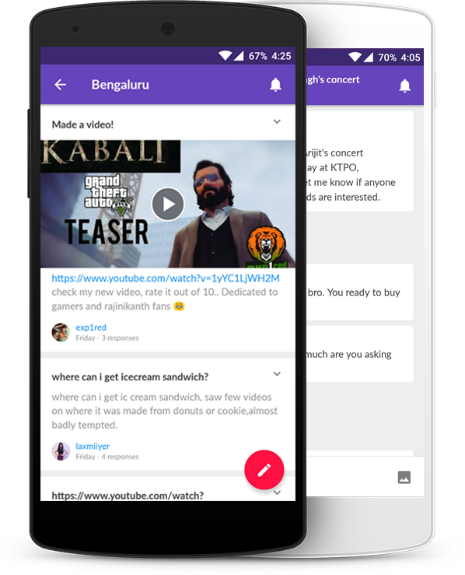 67% 4:25
Bengaluru
Made a video!
KABALI
grand
theft
auto
V
TEASER
exp1red
https://www.youtube.com/watch?v=1yYC1LjWH2M
check my new video, rate it out of 10.. Dedicated to
gamers and rajinikanth fans 😂
exp1red
Friday · 3 responses
where can i get icecream sandwich?
where can i get ic cream sandwich, saw few videos
on where it was made from donuts or cookie,almost
badly tempted.
laxmiiyer
Friday · 4 responses
https://www.youtube.com/watch?
70% 4:05
gh's concert
Arijit's concert
ay at KTPO,
et me know if anyone
ds are interested.
bro. You ready to buy
much are you asking